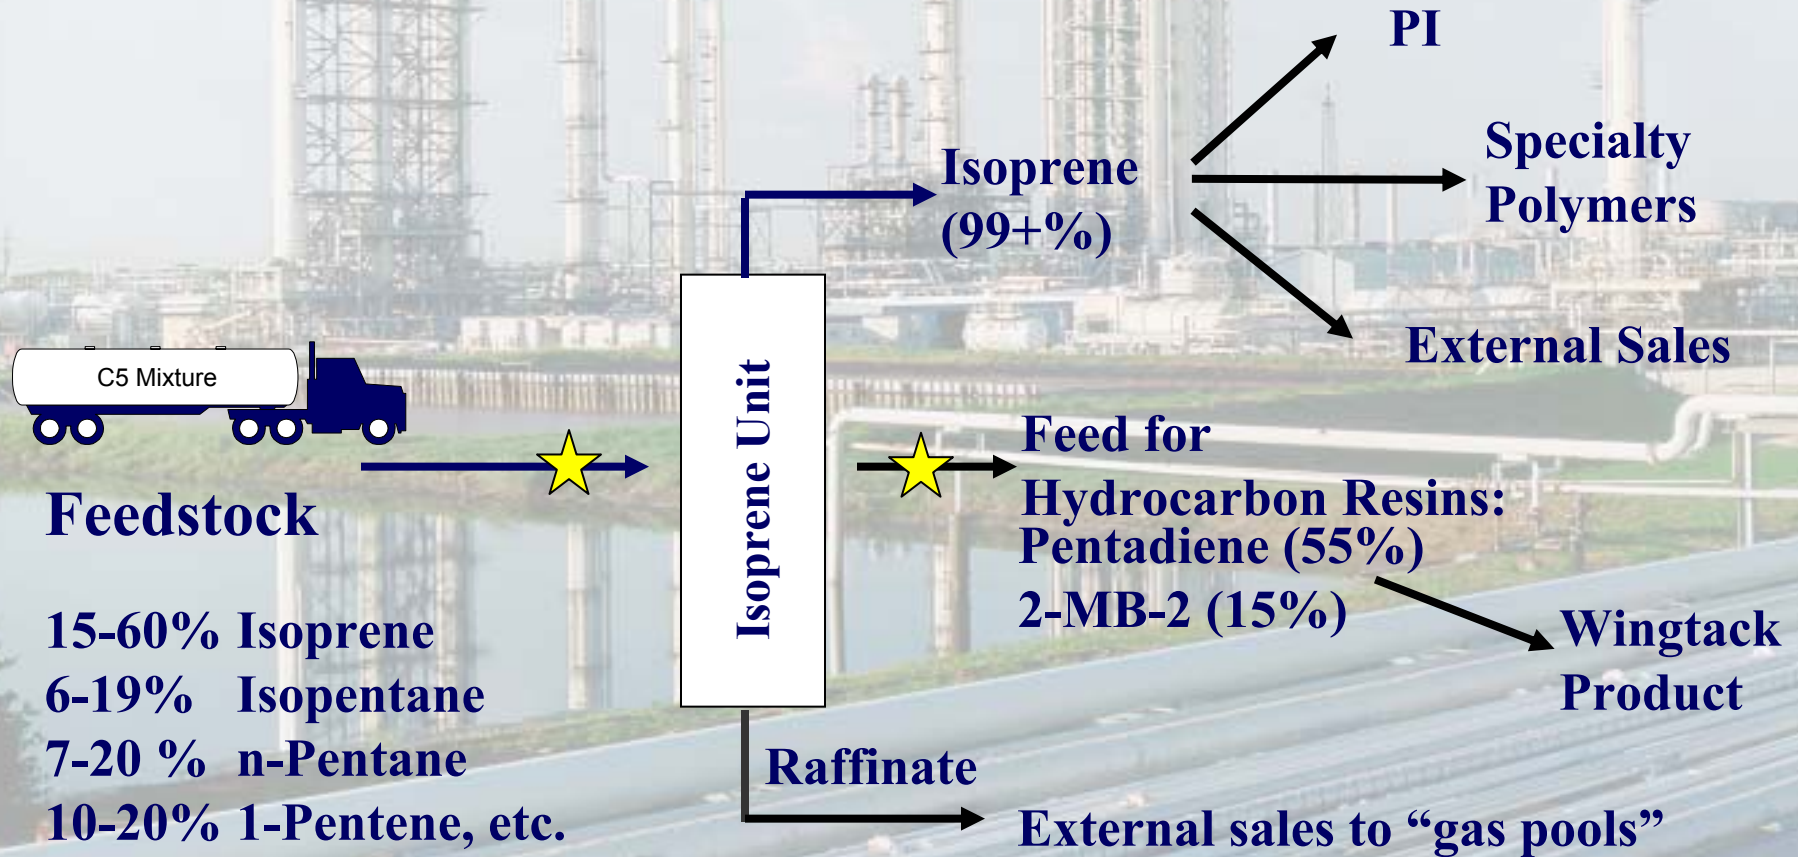 PI
Specialty
Polymers
Isoprene
(99+%)
External Sales
C5 Mixture
Isoprene Unit
Feedstock
15-60% Isoprene
6-19% Isopentane
7-20 % n-Pentane
10-20% 1-Pentene, etc.
Feed for
Hydrocarbon Resins:
Pentadiene (55%)
2-MB-2 (15%)
Wingtack
Product
Raffinate
External sales to “gas pools”